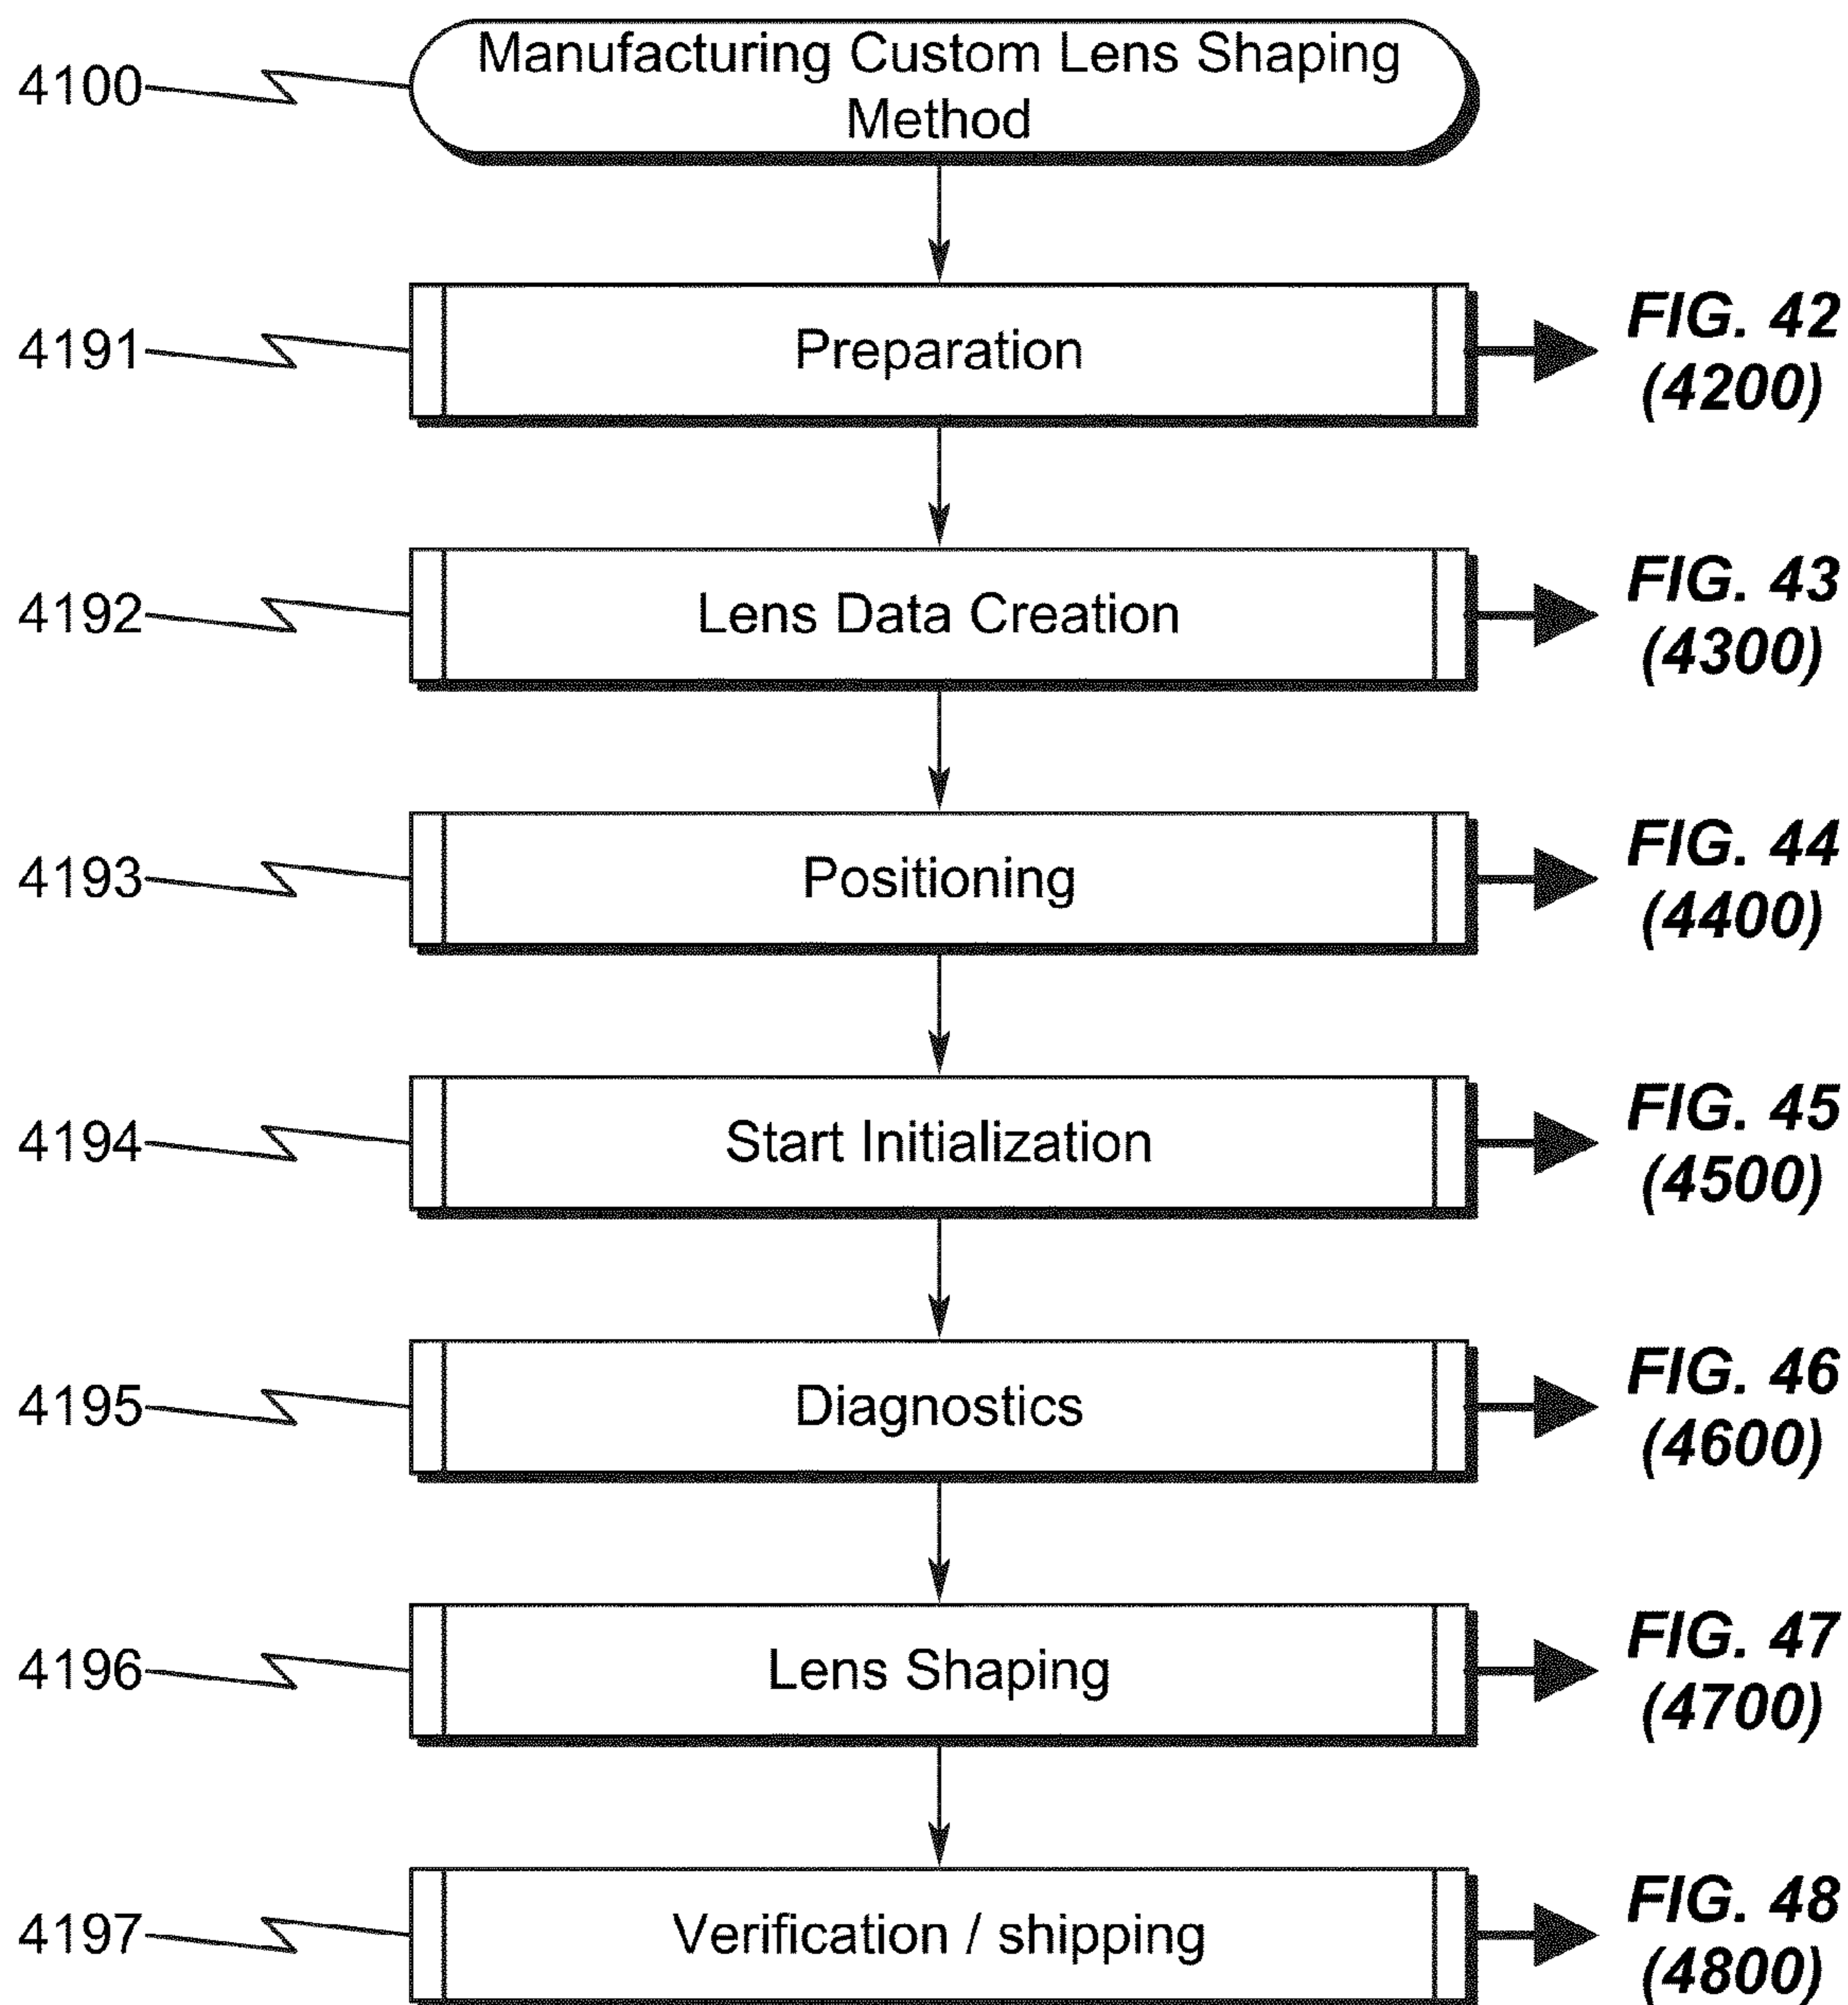 4100
Manufacturing Custom Lens Shaping
Method
4191
Preparation
FIG. 42
(4200)
4192
Lens Data Creation
FIG. 43
(4300)
4193
Positioning
FIG. 44
(4400)
4194
Start Initialization
FIG. 45
(4500)
4195
Diagnostics
FIG. 46
(4600)
4196
Lens Shaping
FIG. 47
(4700)
4197
Verification / shipping
FIG. 48
(4800)